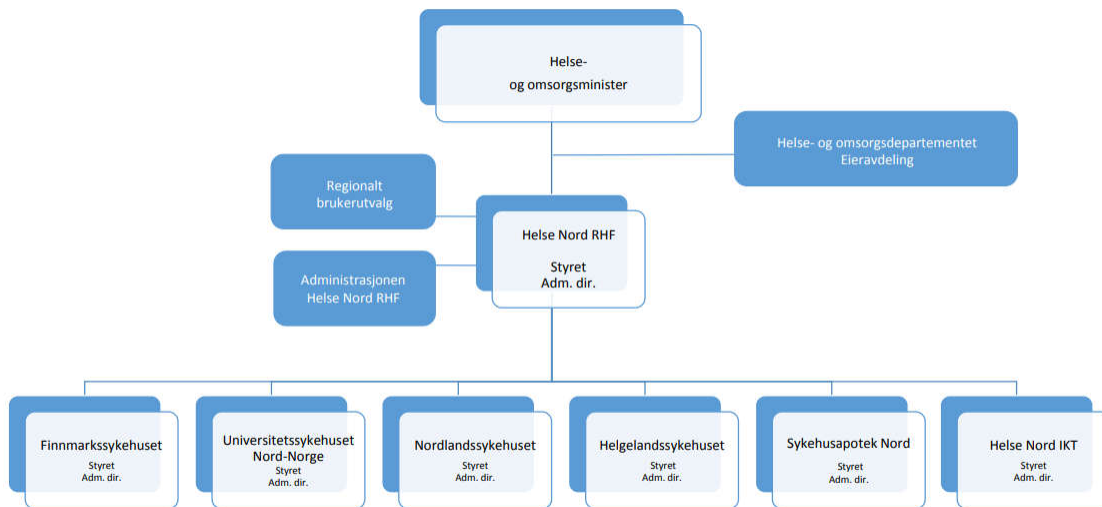 Helse-
og omsorgsminister
Helse- og omsorgsdepartementet
Eieravdeling
Regionalt
brukerutvalg
Helse Nord RHF
Styret
Adm. dir.
Administrasjonen
Helse Nord RHF
Finnmarkssykehuset
Styret
Adm. dir.
Universitetssykehuset
Nord-Norge
Styret
Adm. dir.
Nordlandssykehuset
Styret
Adm. dir.
Helgelandssykehuset
Styret
Adm. dir.
Sykehusapotek Nord
Styret
Adm. dir.
Helse Nord IKT
Styret
Adm. dir.